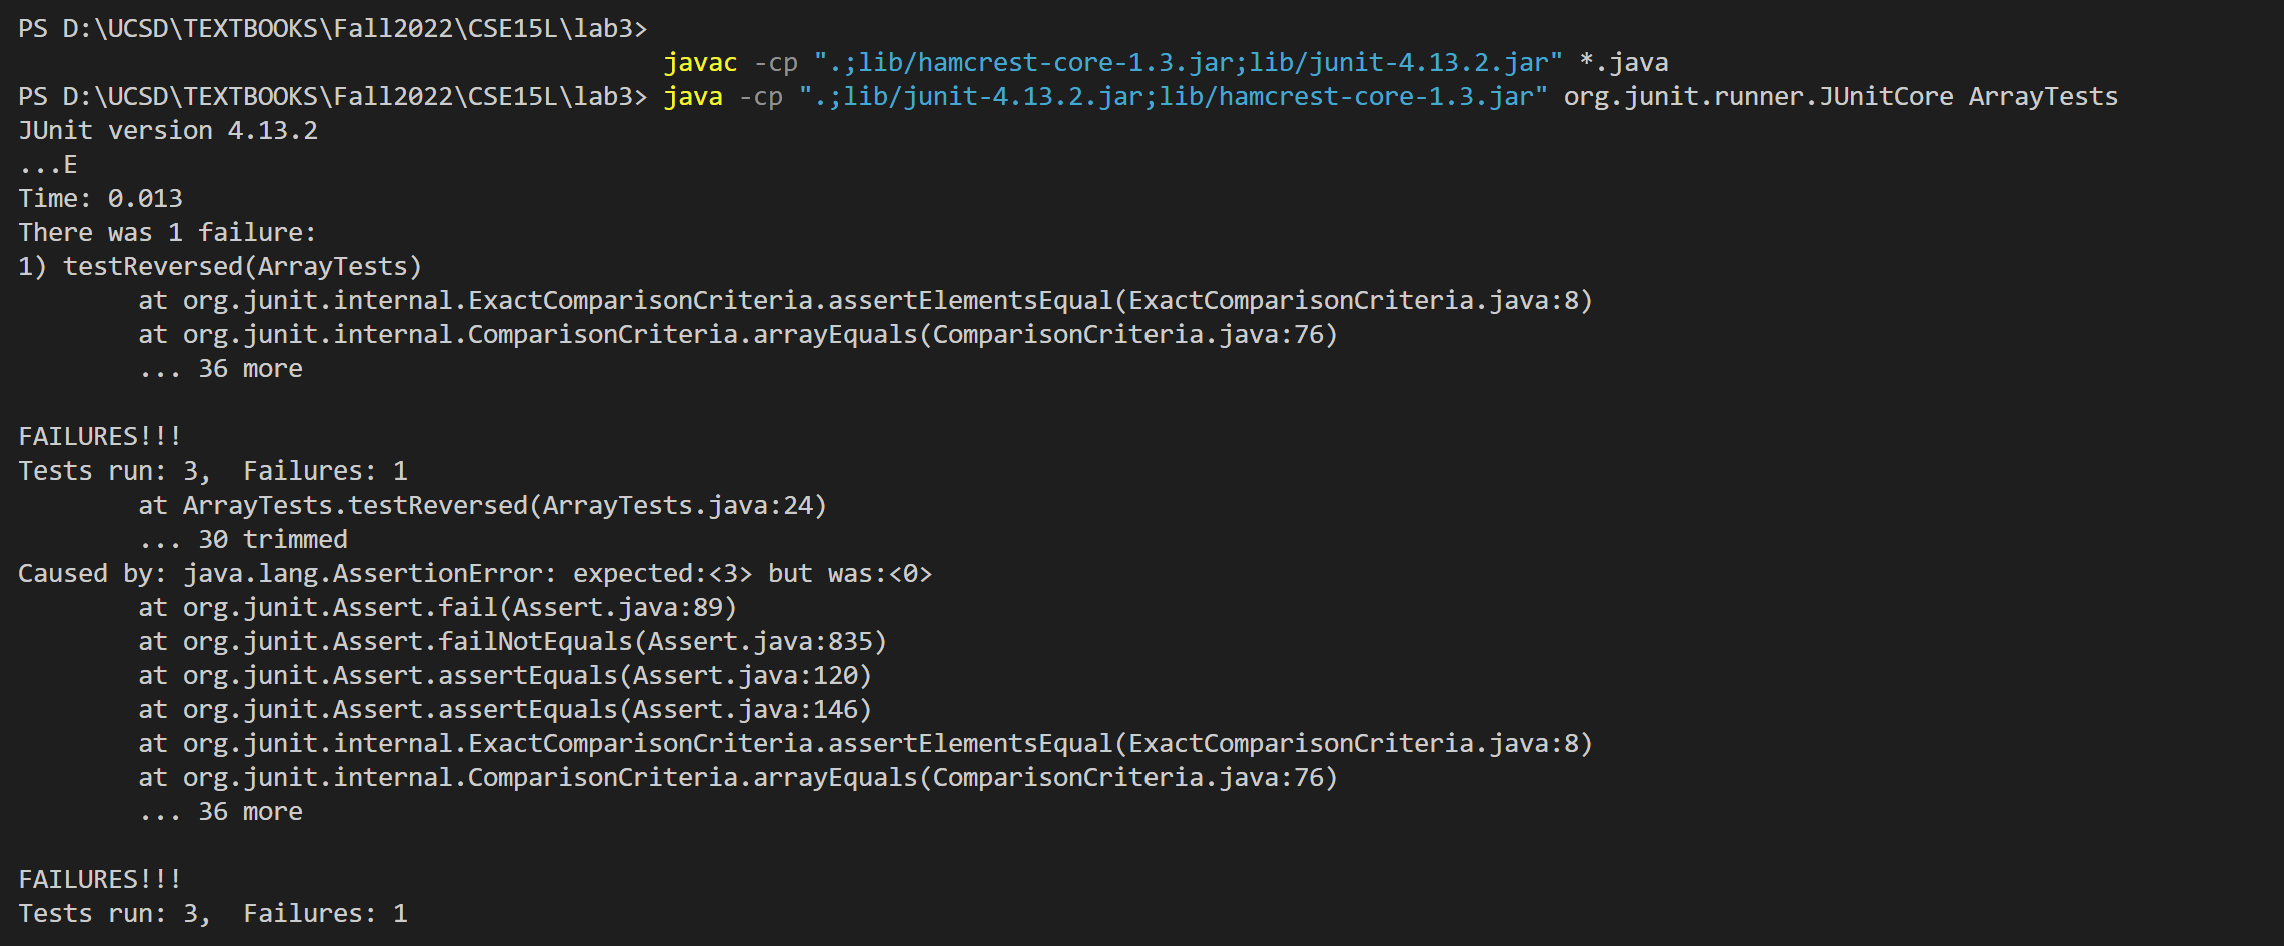 PS D:\UCSD\TEXTBOOKS\Fall2022\CSE15L\lab3>
javac -cp ".;lib/hamcrest-core-1.3.jar;lib/junit-4.13.2.jar" *.java
PS D:\UCSD\TEXTBOOKS\Fall2022\CSE15L\lab3> java -cp ".;lib/junit-4.13.2.jar;lib/hamcrest-core-1.3.jar" org.junit.runner.JUnitCore ArrayTests
JUnit version 4.13.2
...E
Time: 0.013
There was 1 failure:
1) testReversed(ArrayTests)
        at org.junit.internal.ExactComparisonCriteria.assertElementsEqual(ExactComparisonCriteria.java:8)
        at org.junit.internal.ComparisonCriteria.arrayEquals(ComparisonCriteria.java:76)
        ... 36 more

FAILURES!!!
Tests run: 3,  Failures: 1
        at ArrayTests.testReversed(ArrayTests.java:24)
        ... 30 trimmed
Caused by: java.lang.AssertionError: expected:<3> but was:<0>
        at org.junit.Assert.fail(Assert.java:89)
        at org.junit.Assert.failNotEquals(Assert.java:835)
        at org.junit.Assert.assertEquals(Assert.java:120)
        at org.junit.Assert.assertEquals(Assert.java:146)
        at org.junit.internal.ExactComparisonCriteria.assertElementsEqual(ExactComparisonCriteria.java:8)
        at org.junit.internal.ComparisonCriteria.arrayEquals(ComparisonCriteria.java:76)
        ... 36 more

FAILURES!!!
Tests run: 3,  Failures: 1